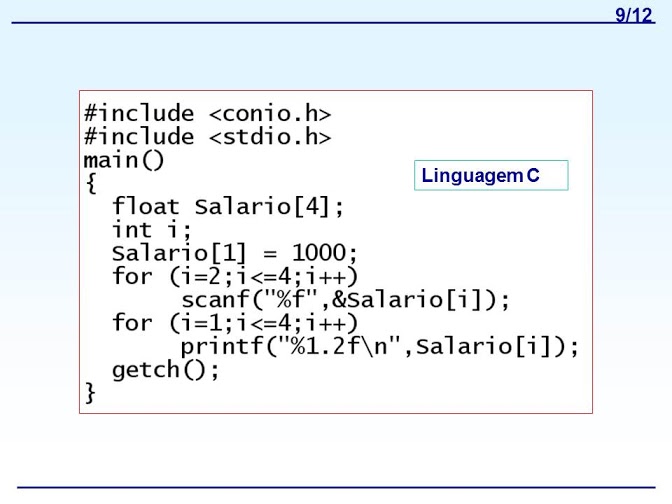 9/12
#include <conio.h>
#include <stdio.h>
main()
{
Linguagem C
  float Salario[4];
  int i;
  Salario[1] = 1000;
  for (i=2;i<=4;i++)
       scanf("%f",&Salario[i]);
  for (i=1;i<=4;i++)
       printf("%1.2f\n",Salario[i]);
  getch();
}